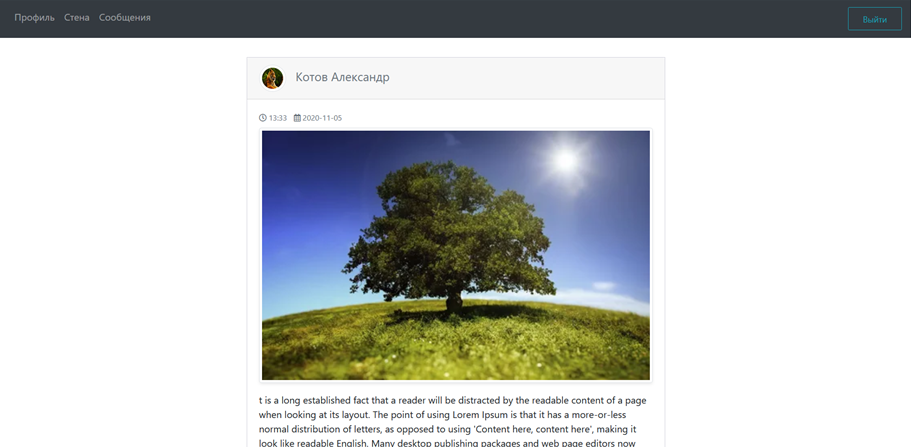 Профиль Стена Сообщения Выйти
Котов Александр
13:33 2020-11-05
t is a long established fact that a reader will be distracted by the readable content of a page
when looking at its layout. The point of using Lorem Ipsum is that it has a more-or-less
normal distribution of letters, as opposed to using 'Content here, content here', making it
look like readable English. Many desktop publishing packages and web page editors now